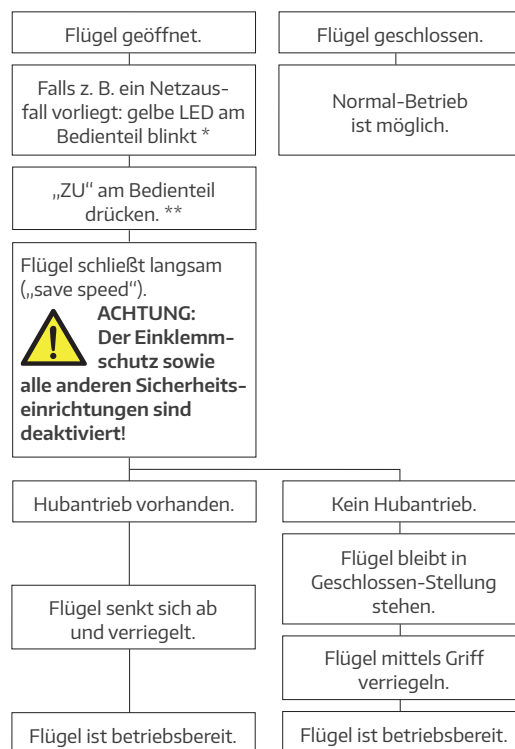 Flügel geöffnet.
Falls z. B. ein Netzaus-
fall vorliegt: gelbe LED am
Bedienteil blinkt *
„ZU“ am Bedienteil
drücken. **
Flügel schließt langsam
(„save speed“).
ACHTUNG:
Der Einklemm-
schutz sowie
alle anderen Sicherheits-
einrichtungen sind
deaktiviert!
Flügel geschlossen.
Normal-Betrieb
ist möglich.
Hubantrieb vorhanden.
Flügel senkt sich ab
und verriegelt.
Flügel ist betriebsbereit.
Kein Hubantrieb.
Flügel bleibt in
Geschlossen-Stellung
stehen.
Flügel mittels Griff
verriegeln.
Flügel ist betriebsbereit.